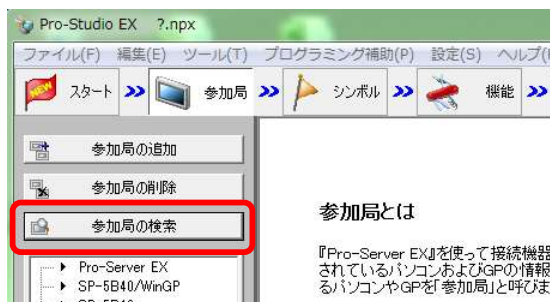 Pro-Studio EX ?.npx
ファイル(F) 編集(E) ツール(T) プログラミング補助(P) 設定(S) ヘルプ(
NEW スタート 参加局 シンボル 機能
参加局の追加
参加局の削除
参加局の検索
参加局とは
『Pro-Server EX』を使って接続機器
されているパソコンおよびGPの情報
るパソコンやGPを「参加局」と呼びま
Pro-Server EX
SP-5B40/WinGP